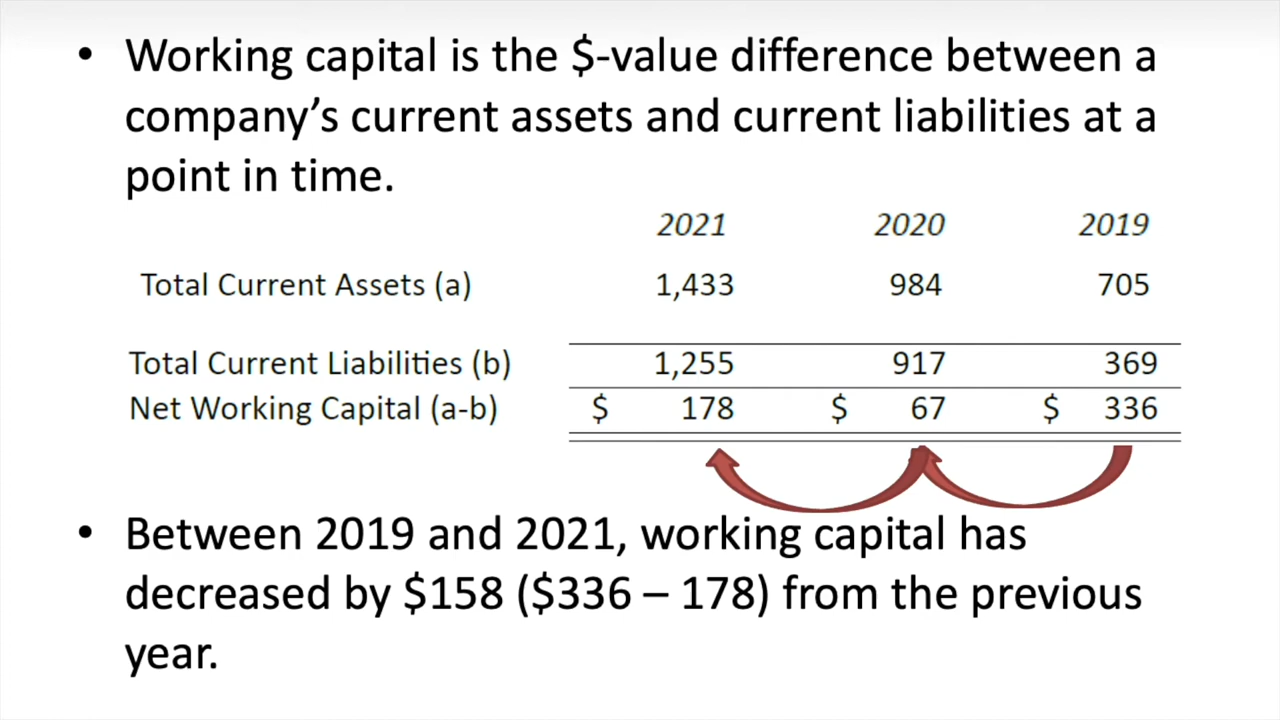 • Working capital is the $-value difference between a
company’s current assets and current liabilities at a
point in time.
2021 2020 2019
Total Current Assets (a) 1,433 984 705
Total Current Liabilities (b) 1,255 917 369
Net Working Capital (a-b) $ 178 $ 67 $ 336
• Between 2019 and 2021, working capital has
decreased by $158 ($336 – 178) from the previous
year.